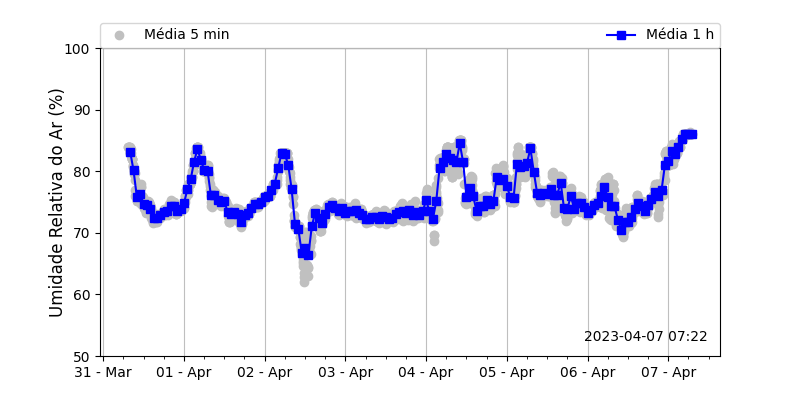 Média 5 min
Média 1 h
Umidade Relativa do Ar (%)
100
90
80
70
60
50
2023-04-07 07:22
31 - Mar
01 - Apr
02 - Apr
03 - Apr
04 - Apr
05 - Apr
06 - Apr
07 - Apr